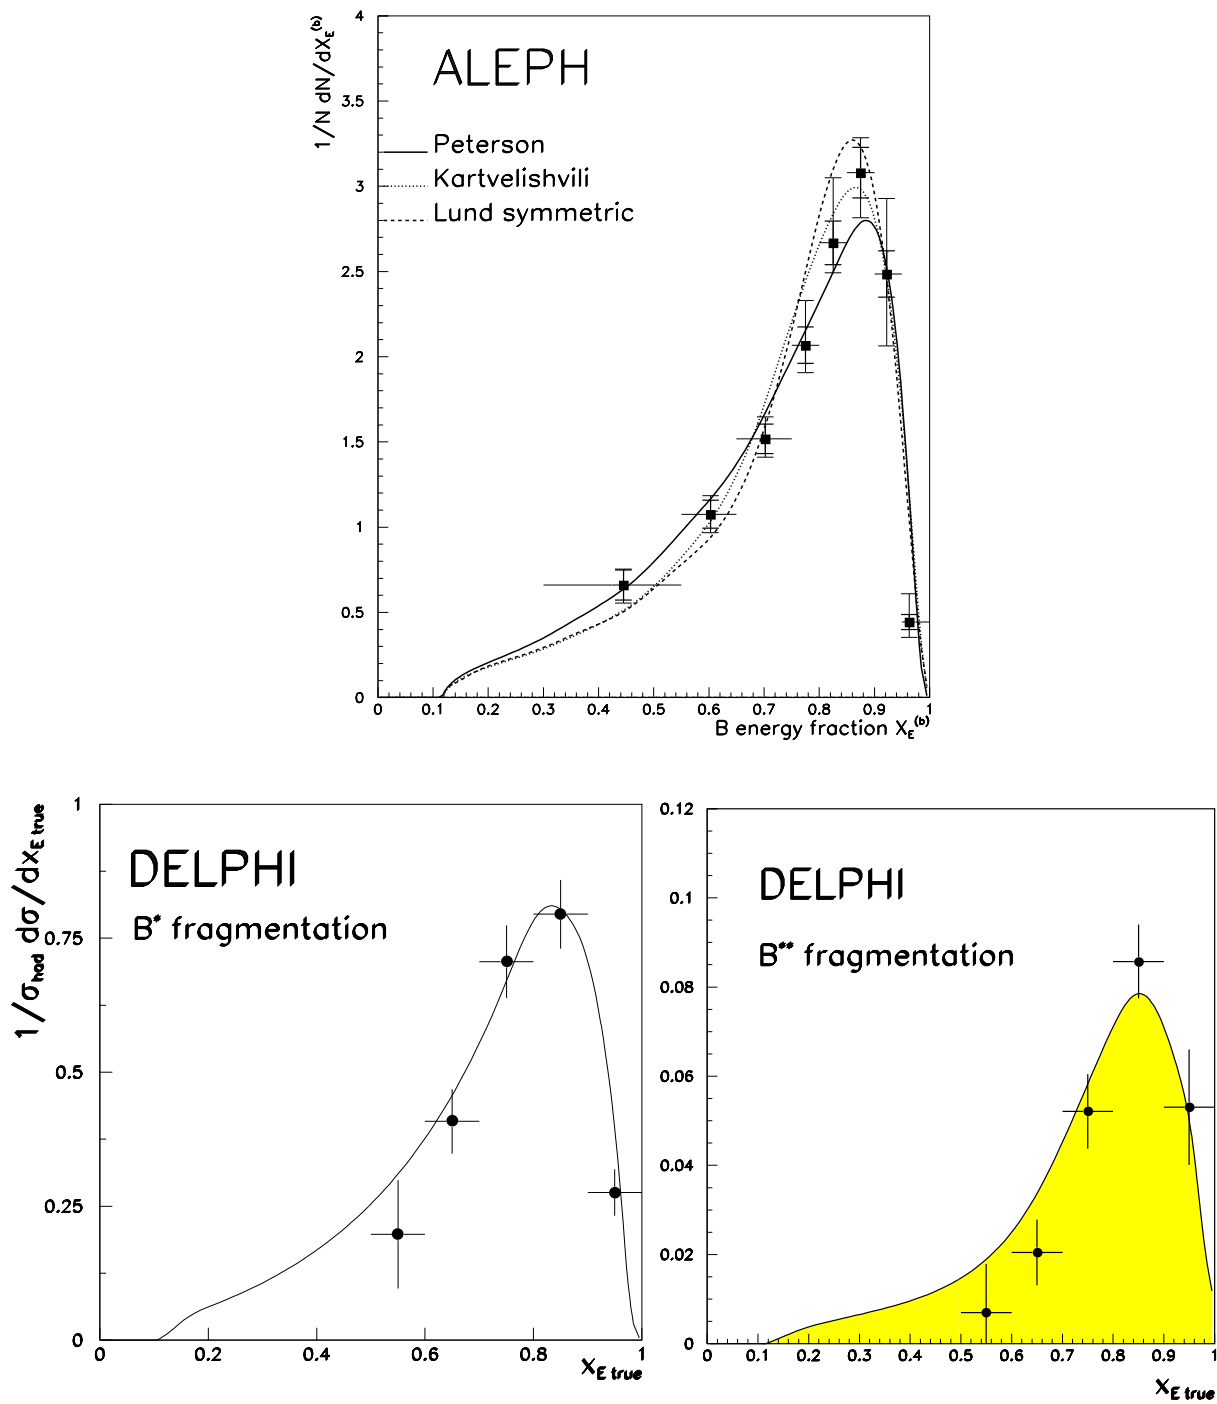 1/N dN/dX_E^(b)
4
3.5
3
2.5
2
1.5
1
0.5
0
ALEPH
Peterson
Kartvelishvili
Lund symmetric
0 0.1 0.2 0.3 0.4 0.5 0.6 0.7 0.8 0.9 1
B energy fraction X_E^(b)
1/σ_had dσ/dx_E true
1
0.75
0.5
0.25
0
DELPHI
B* fragmentation
0 0.2 0.4 0.6 0.8 1
x_E true
0.12
0.1
0.08
0.06
0.04
0.02
0
DELPHI
B** fragmentation
0 0.1 0.2 0.3 0.4 0.5 0.6 0.7 0.8 0.9 1
x_E true